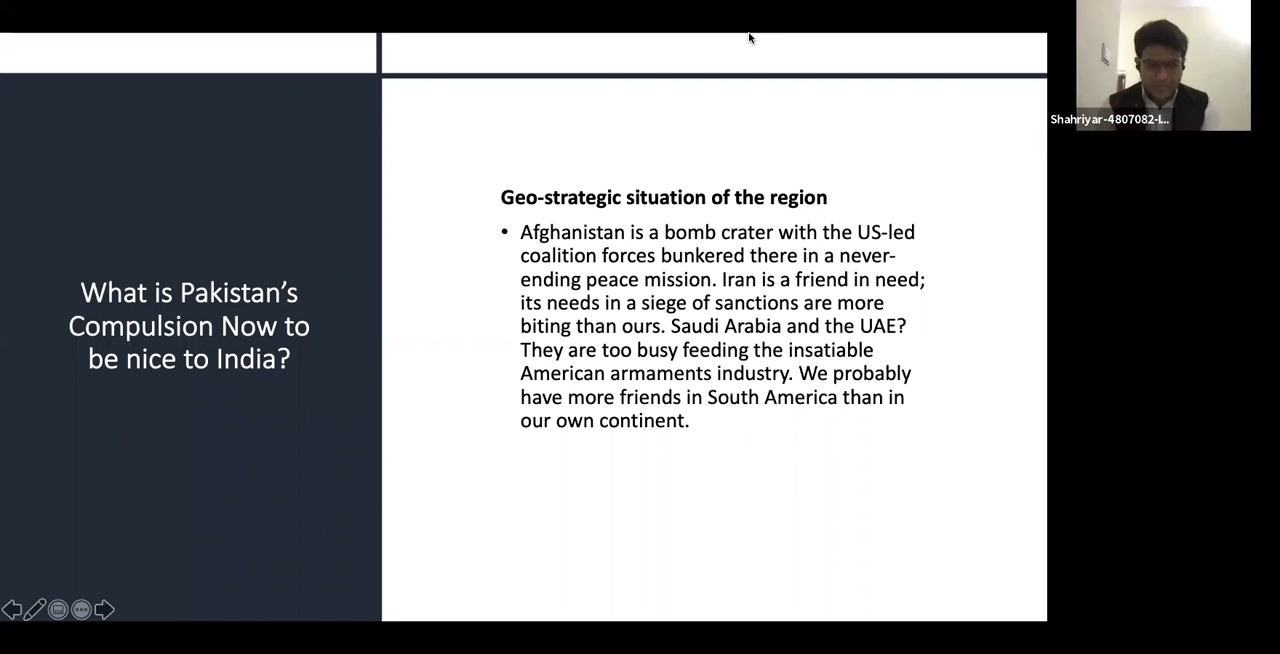 What is Pakistan’s
Compulsion Now to
be nice to India?
Geo-strategic situation of the region
• Afghanistan is a bomb crater with the US-led
coalition forces bunkered there in a never-
ending peace mission. Iran is a friend in need;
its needs in a siege of sanctions are more
biting than ours. Saudi Arabia and the UAE?
They are too busy feeding the insatiable
American armaments industry. We probably
have more friends in South America than in
our own continent.
Shahriyar-4807082-I...